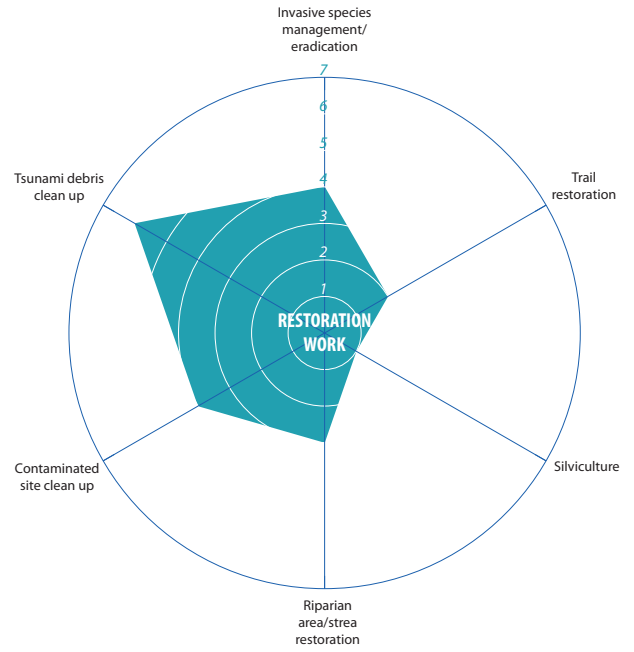 Invasive species
management/
eradication
7
6
5
4
3
2
1
Tsunami debris
clean up
Trail
restoration
RESTORATION
WORK
Contaminated
site clean up
Silviculture
Riparian
area/strea
restoration